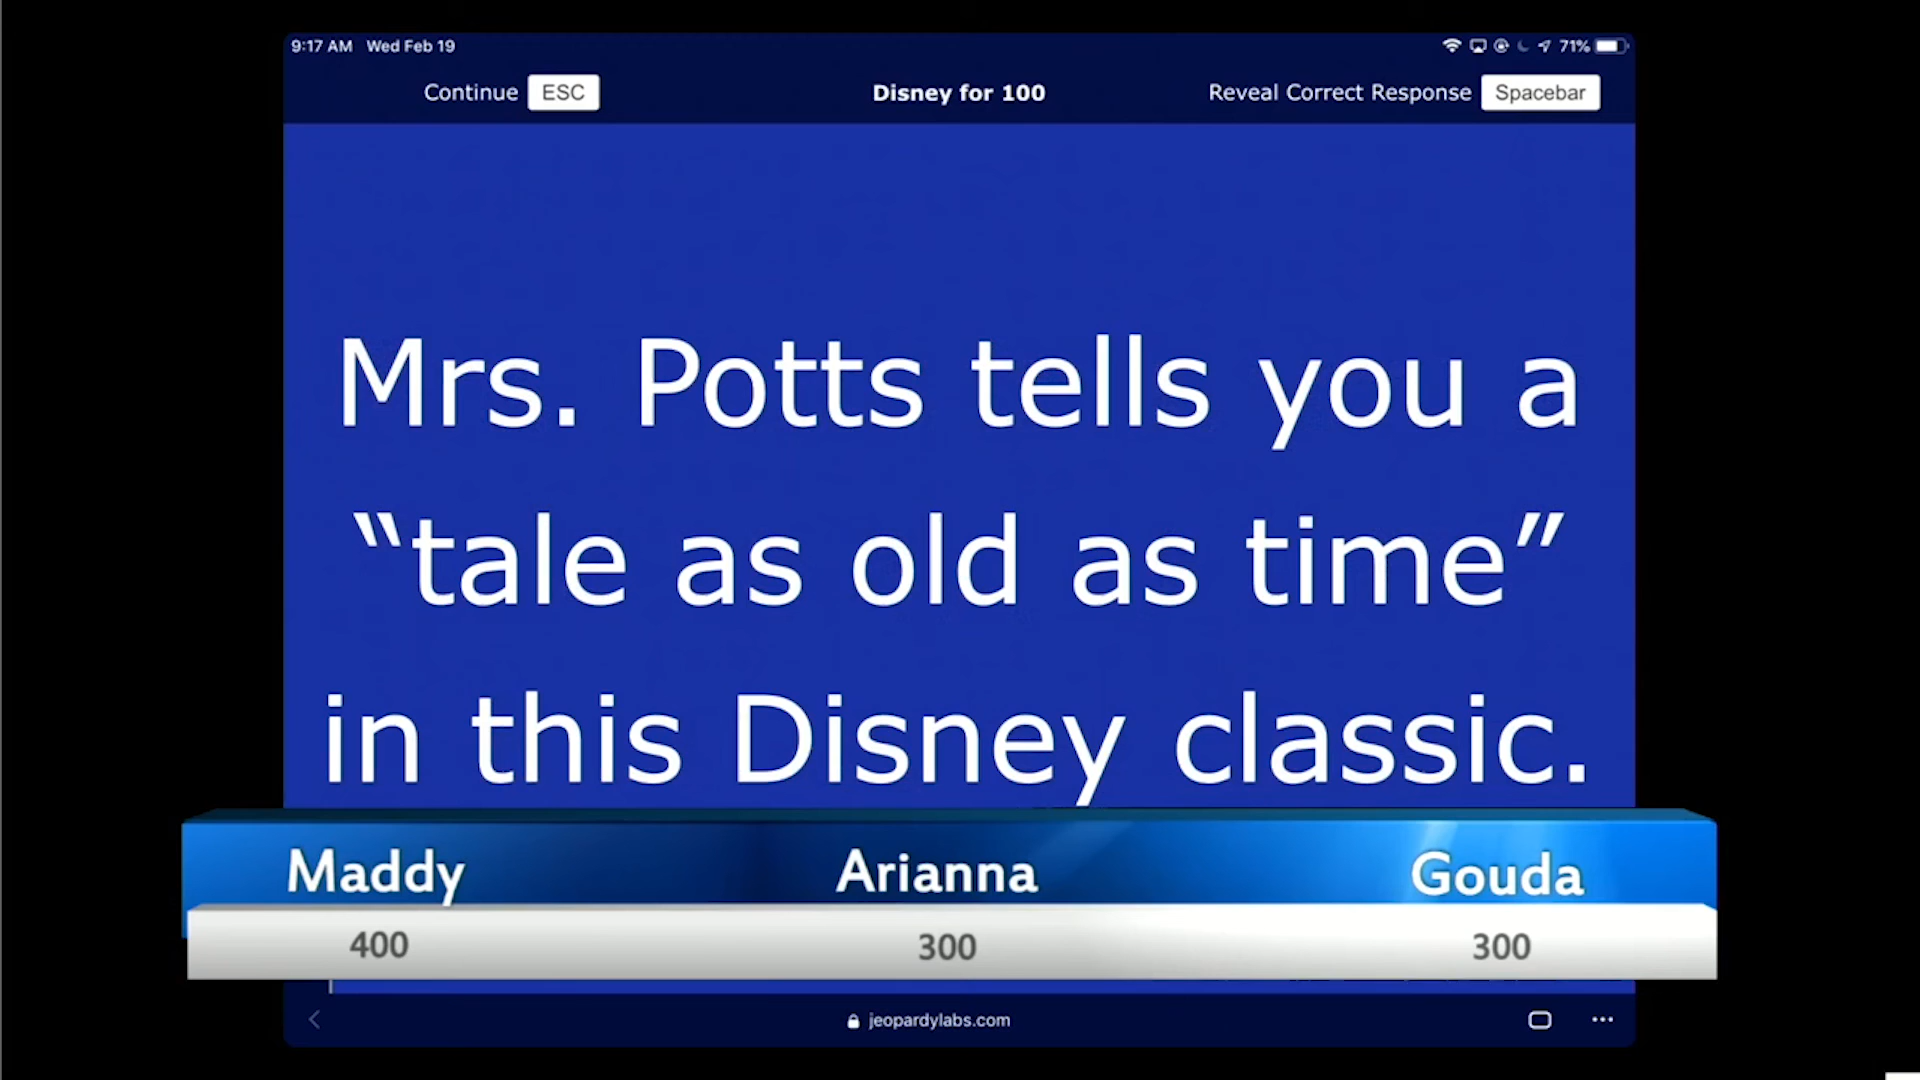 9:17 AM Wed Feb 19 71%
Continue ESC Disney for 100 Reveal Correct Response Spacebar
Mrs. Potts tells you a
“tale as old as time”
in this Disney classic.
Maddy Arianna Gouda
400 300 300
jeopardylabs.com